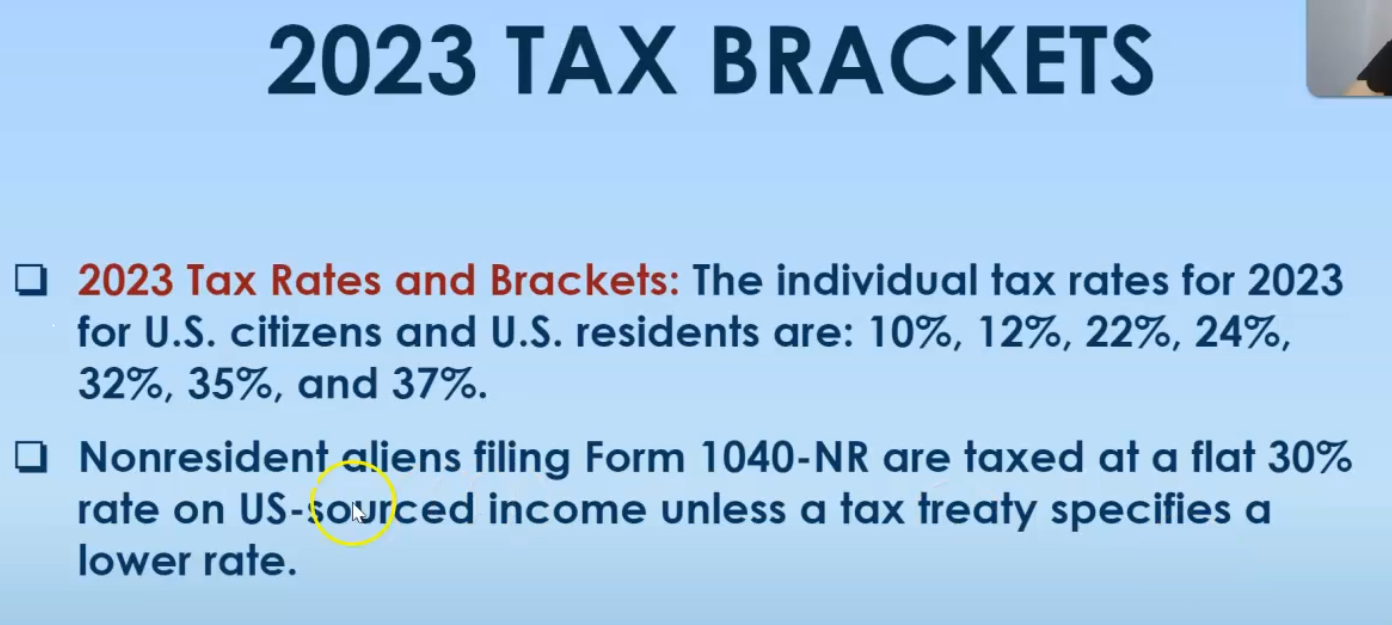 2023 TAX BRACKETS
2023 Tax Rates and Brackets: The individual tax rates for 2023
for U.S. citizens and U.S. residents are: 10%, 12%, 22%, 24%,
32%, 35%, and 37%.
Nonresident aliens filing Form 1040-NR are taxed at a flat 30%
rate on US-sourced income unless a tax treaty specifies a
lower rate.